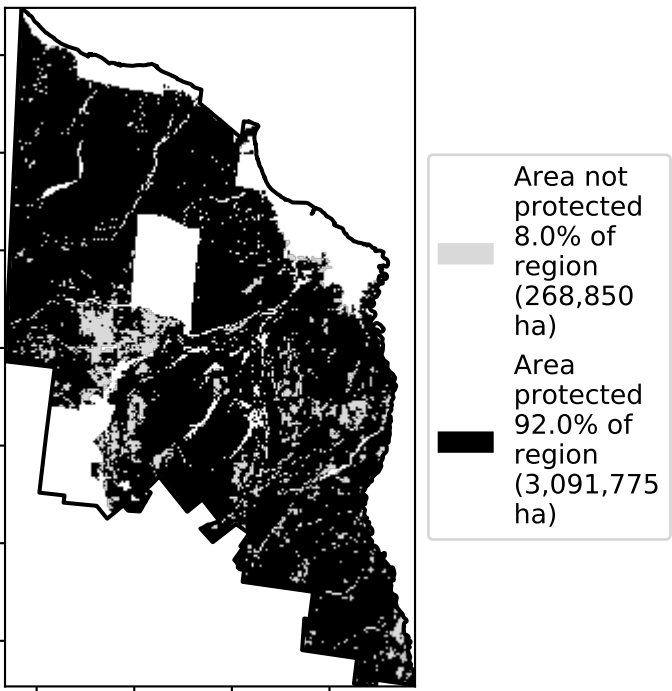 Area not
protected
8.0% of
region
(268,850
ha)
Area
protected
92.0% of
region
(3,091,775
ha)